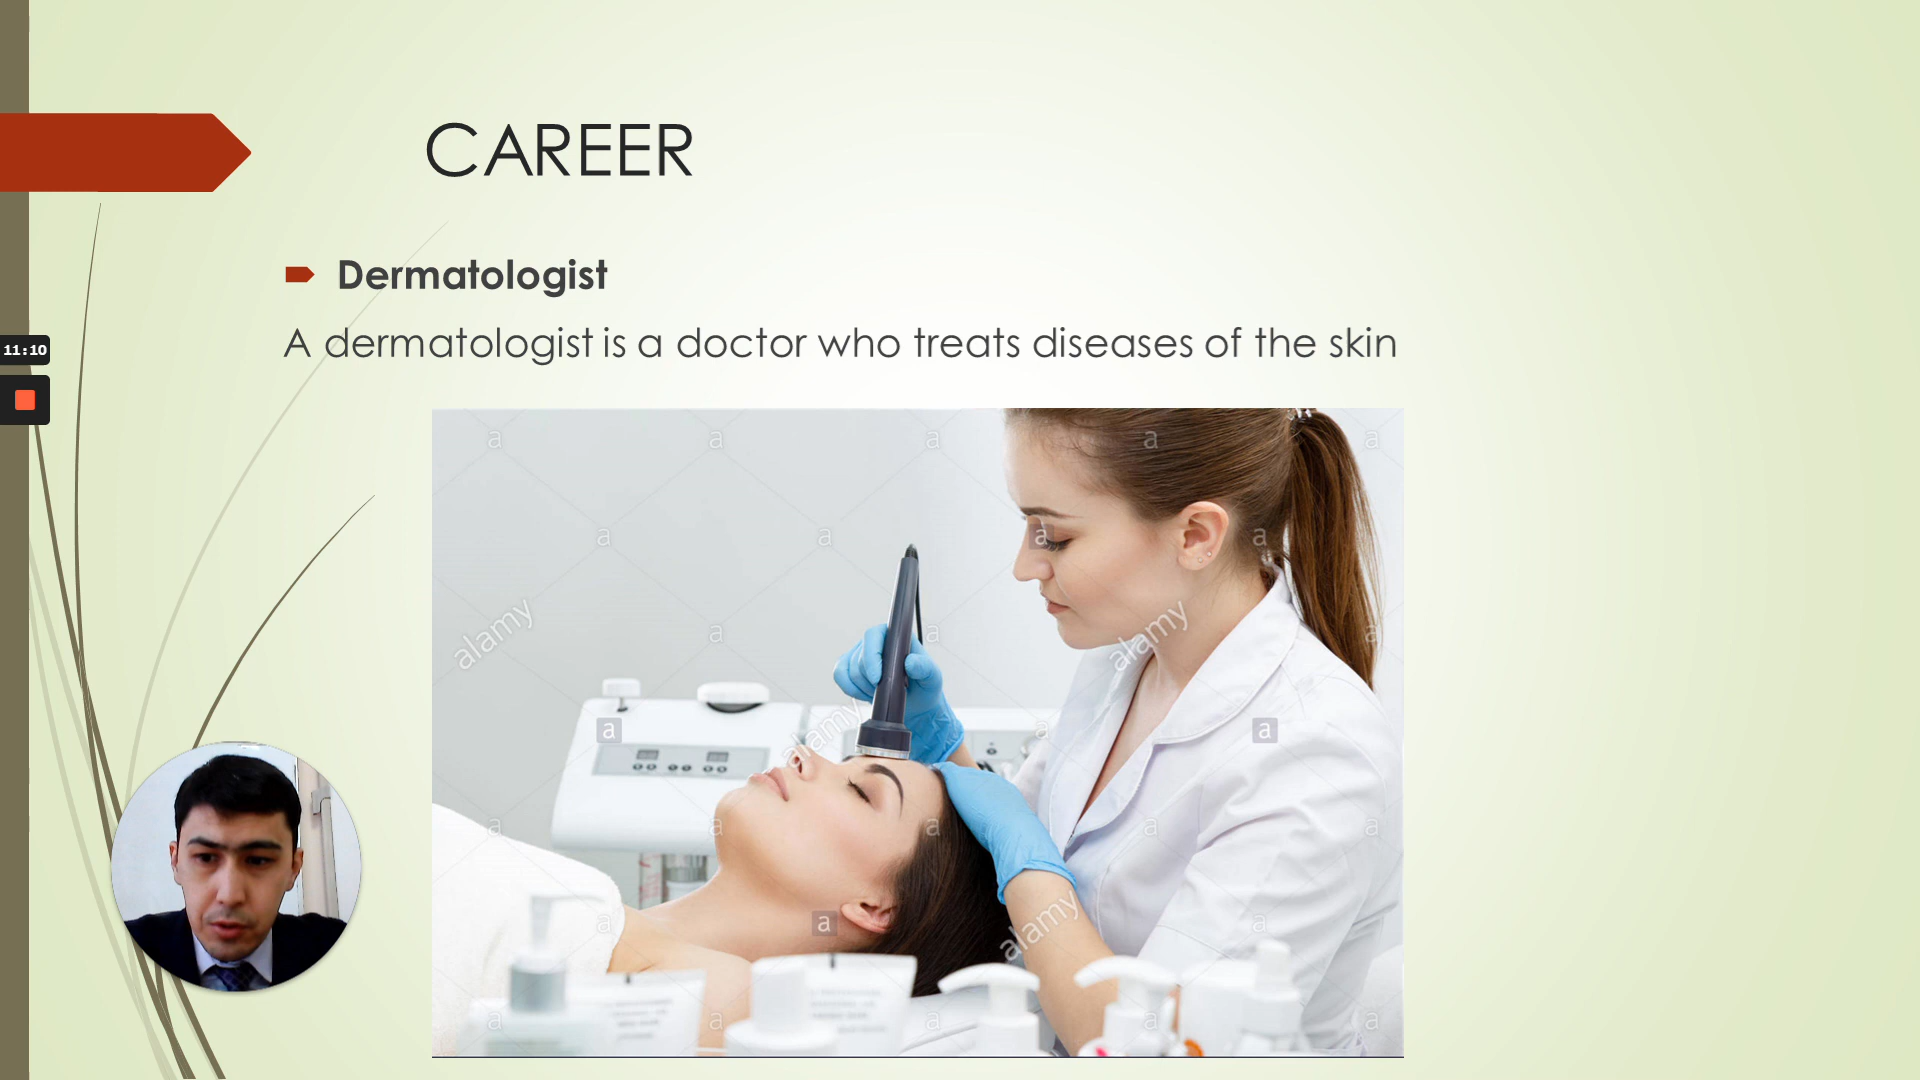 CAREER
Dermatologist
A dermatologist is a doctor who treats diseases of the skin
11:10
alamy
alamy
alamy
alamy